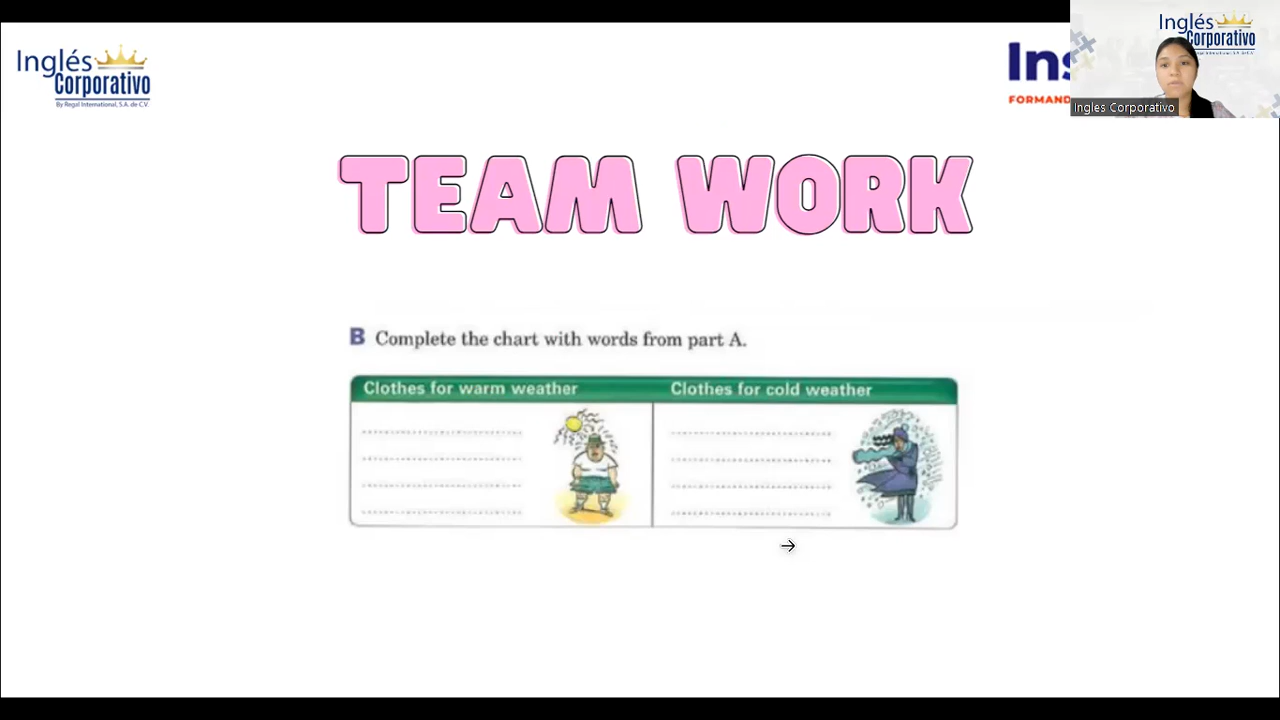 Inglés
Corporativo
By Regal International, S.A. de C.V.
Ins
FORMAND
Inglés
Corporativo
Ingles Corporativo
TEAM WORK
B Complete the chart with words from part A.
Clothes for warm weather
Clothes for cold weather